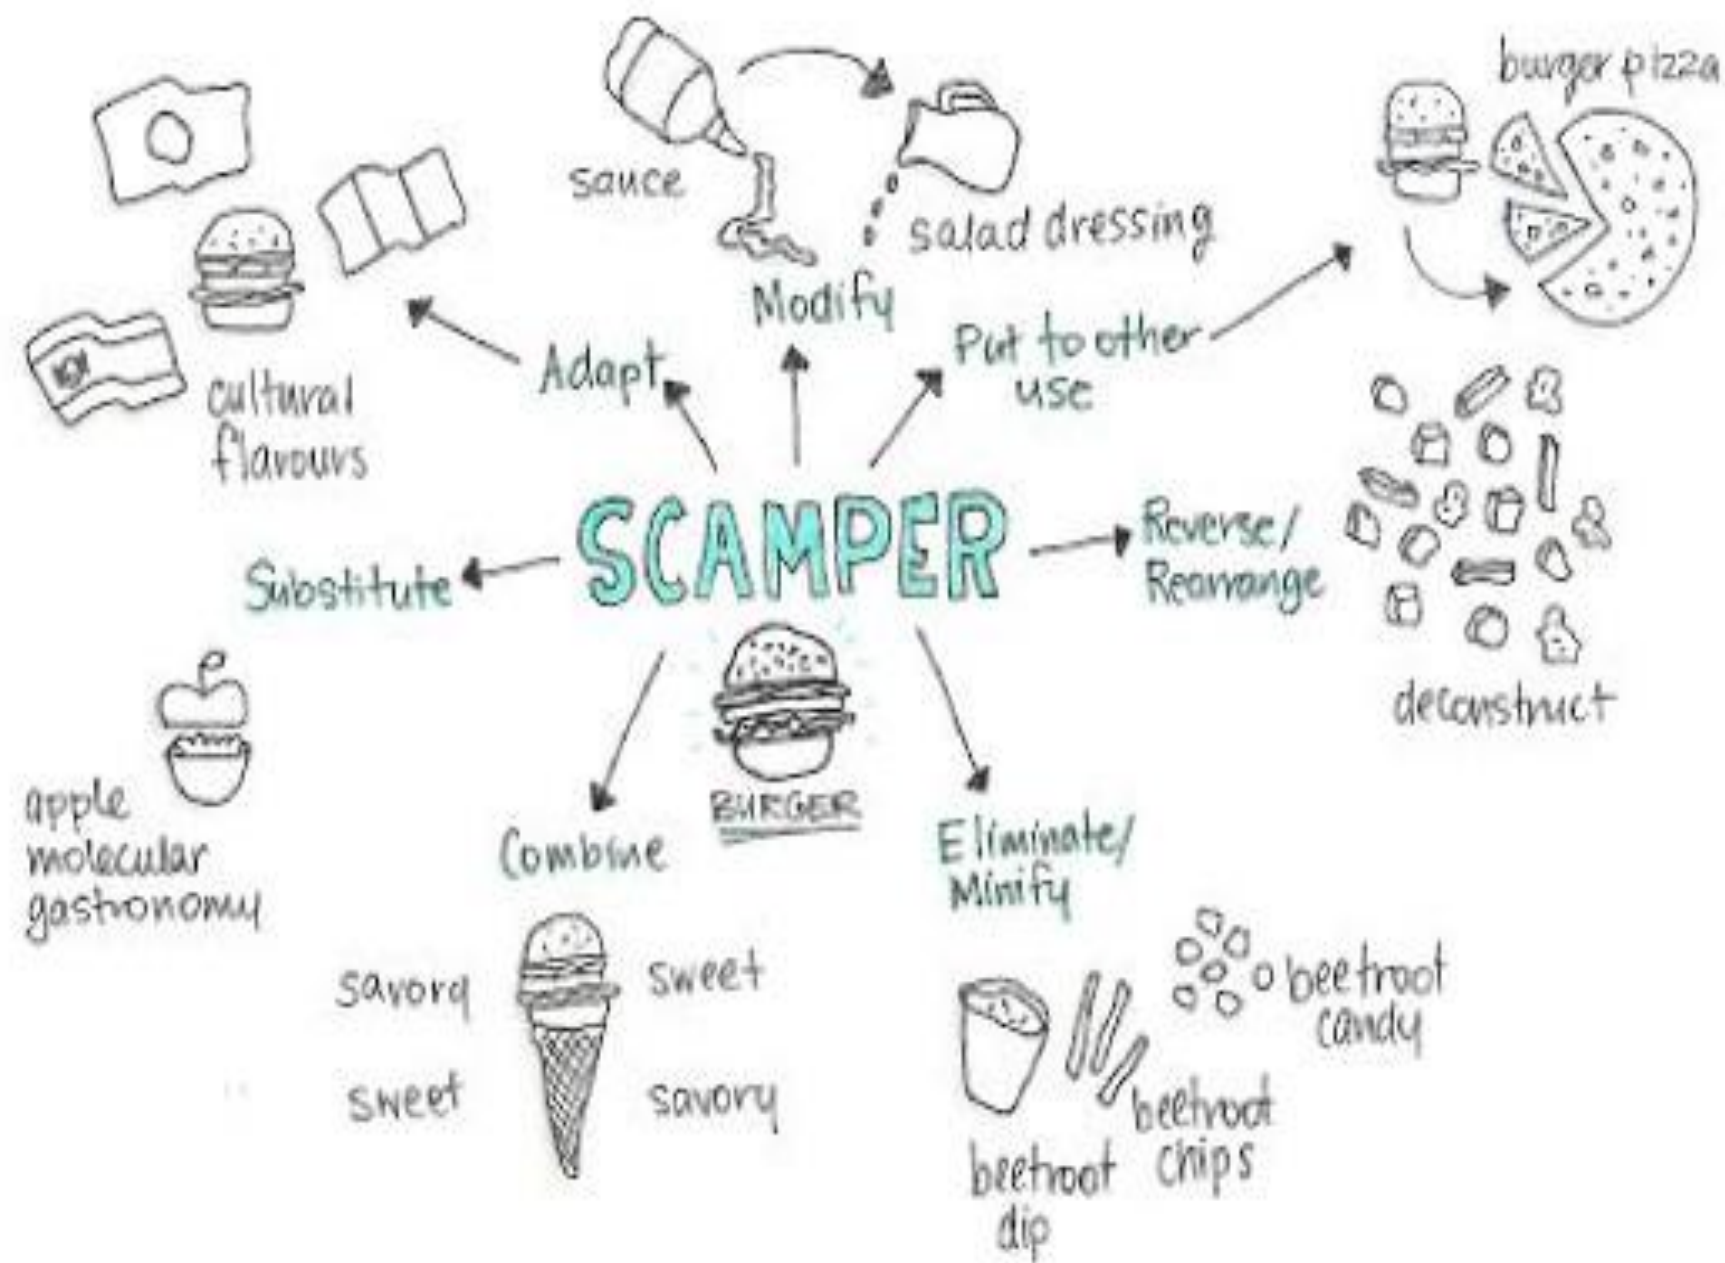 burger pizza
sauce
salad dressing
Modify
Put to other
use
Adapt
cultural
flavours
SCAMPER
Reverse/
Rearrange
Substitute
deconstruct
BURGER
apple
molecular
gastronomy
Combine
Eliminate/
Minify
savory
sweet
sweet
savory
beetroot
candy
beetroot
chips
beetroot
dip